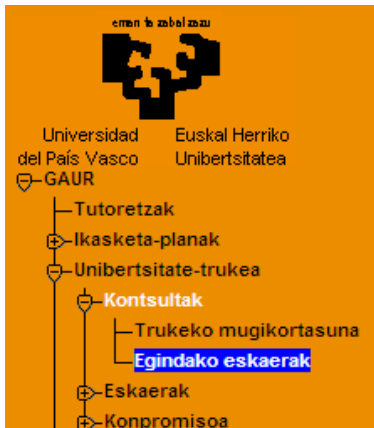 eman ta zabal zazu
Universidad Euskal Herriko
del País Vasco Unibertsitatea
GAUR
Tutoretzak
Ikasketa-planak
Unibertsitate-trukea
Kontsultak
Trukeko mugikortasuna
Egindako eskaerak
Eskaerak
Konpromisoa